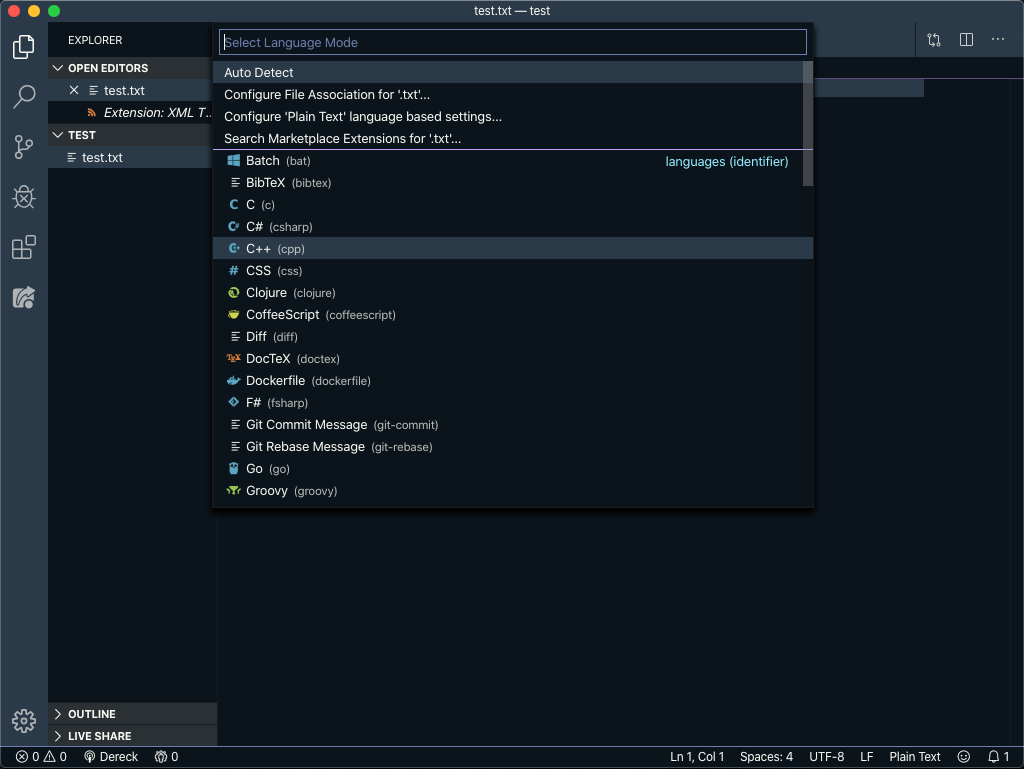 test.txt — test
EXPLORER
OPEN EDITORS
test.txt
Extension: XML T...
TEST
test.txt
Select Language Mode
Auto Detect
Configure File Association for '.txt'...
Configure 'Plain Text' language based settings...
Search Marketplace Extensions for '.txt'...
Batch (bat) languages (identifier)
BibTeX (bibtex)
C (c)
C# (csharp)
C++ (cpp)
CSS (css)
Clojure (clojure)
CoffeeScript (coffeescript)
Diff (diff)
DocTeX (doctex)
Dockerfile (dockerfile)
F# (fsharp)
Git Commit Message (git-commit)
Git Rebase Message (git-rebase)
Go (go)
Groovy (groovy)
OUTLINE
LIVE SHARE
0 0 Dereck 0 Ln 1, Col 1 Spaces: 4 UTF-8 LF Plain Text 1